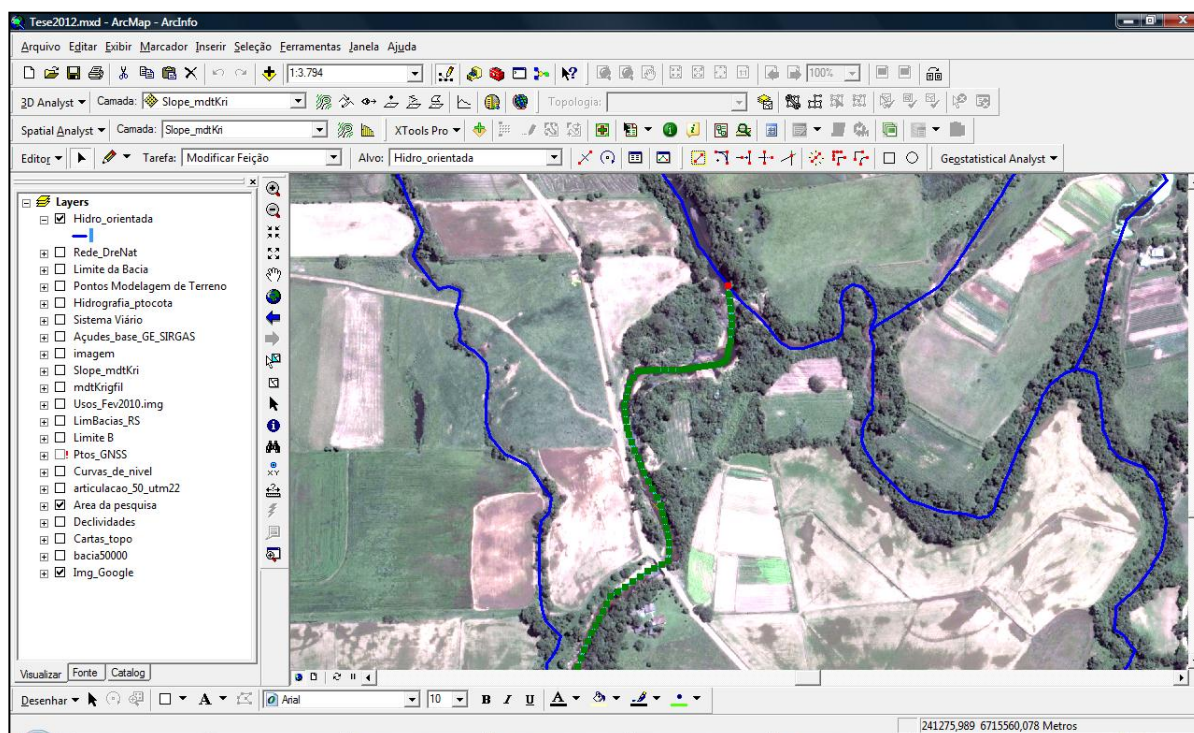 Tese2012.mxd - ArcMap - ArcInfo
Arquivo Editar Exibir Marcador Inserir Seleção Ferramentas Janela Ajuda
1:3.794
100%
3D Analyst Camada: Slope_mdtKri
Topologia:
Spatial Analyst Camada: Slope_mdtKri
XTools Pro
Editor Tarefa: Modificar Feição Alvo: Hidro_orientada
Geostatistical Analyst
Layers
Hidro_orientada
Rede_DreNat
Limite da Bacia
Pontos Modelagem de Terreno
Hidrografia_ptocota
Sistema Viário
Açudes_base_GE_SIRGAS
imagem
Slope_mdtKri
mdtKrigfil
Usos_Fev2010.img
LimBacias_RS
Limite B
Ptos_GNSS
Curvas_de_nivel
articulacao_50_utm22
Area da pesquisa
Declividades
Cartas_topo
bacia50000
Img_Google
XY
Visualizar Fonte Catalog
Desenhar A Arial 10 B I U A
241275,989 6715560,078 Metros